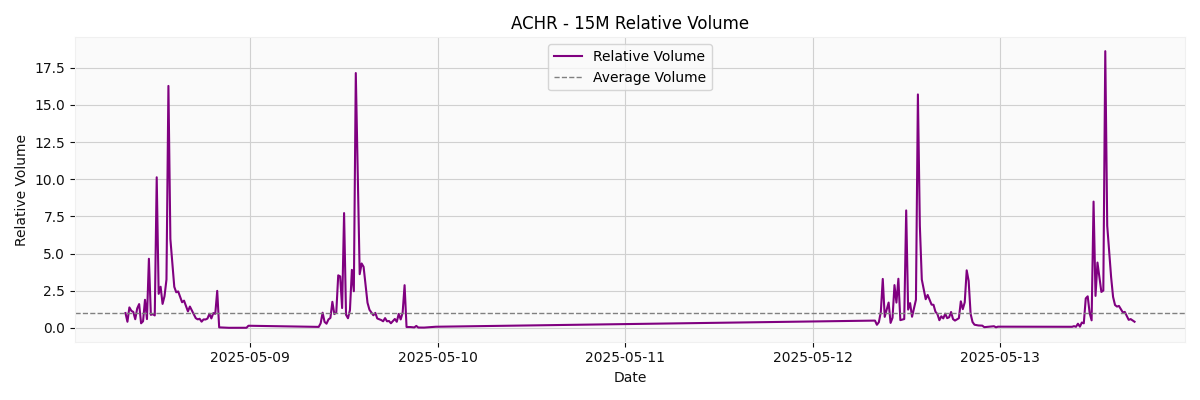 ACHR - 15M Relative Volume
Relative Volume
Average Volume
Relative Volume
17.5
15.0
12.5
10.0
7.5
5.0
2.5
0.0
2025-05-09
2025-05-10
2025-05-11
2025-05-12
2025-05-13
Date